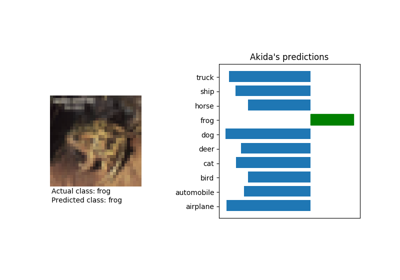 Akida's predictions
truck
ship
horse
frog
dog
deer
cat
bird
automobile
airplane
Actual class: frog
Predicted class: frog